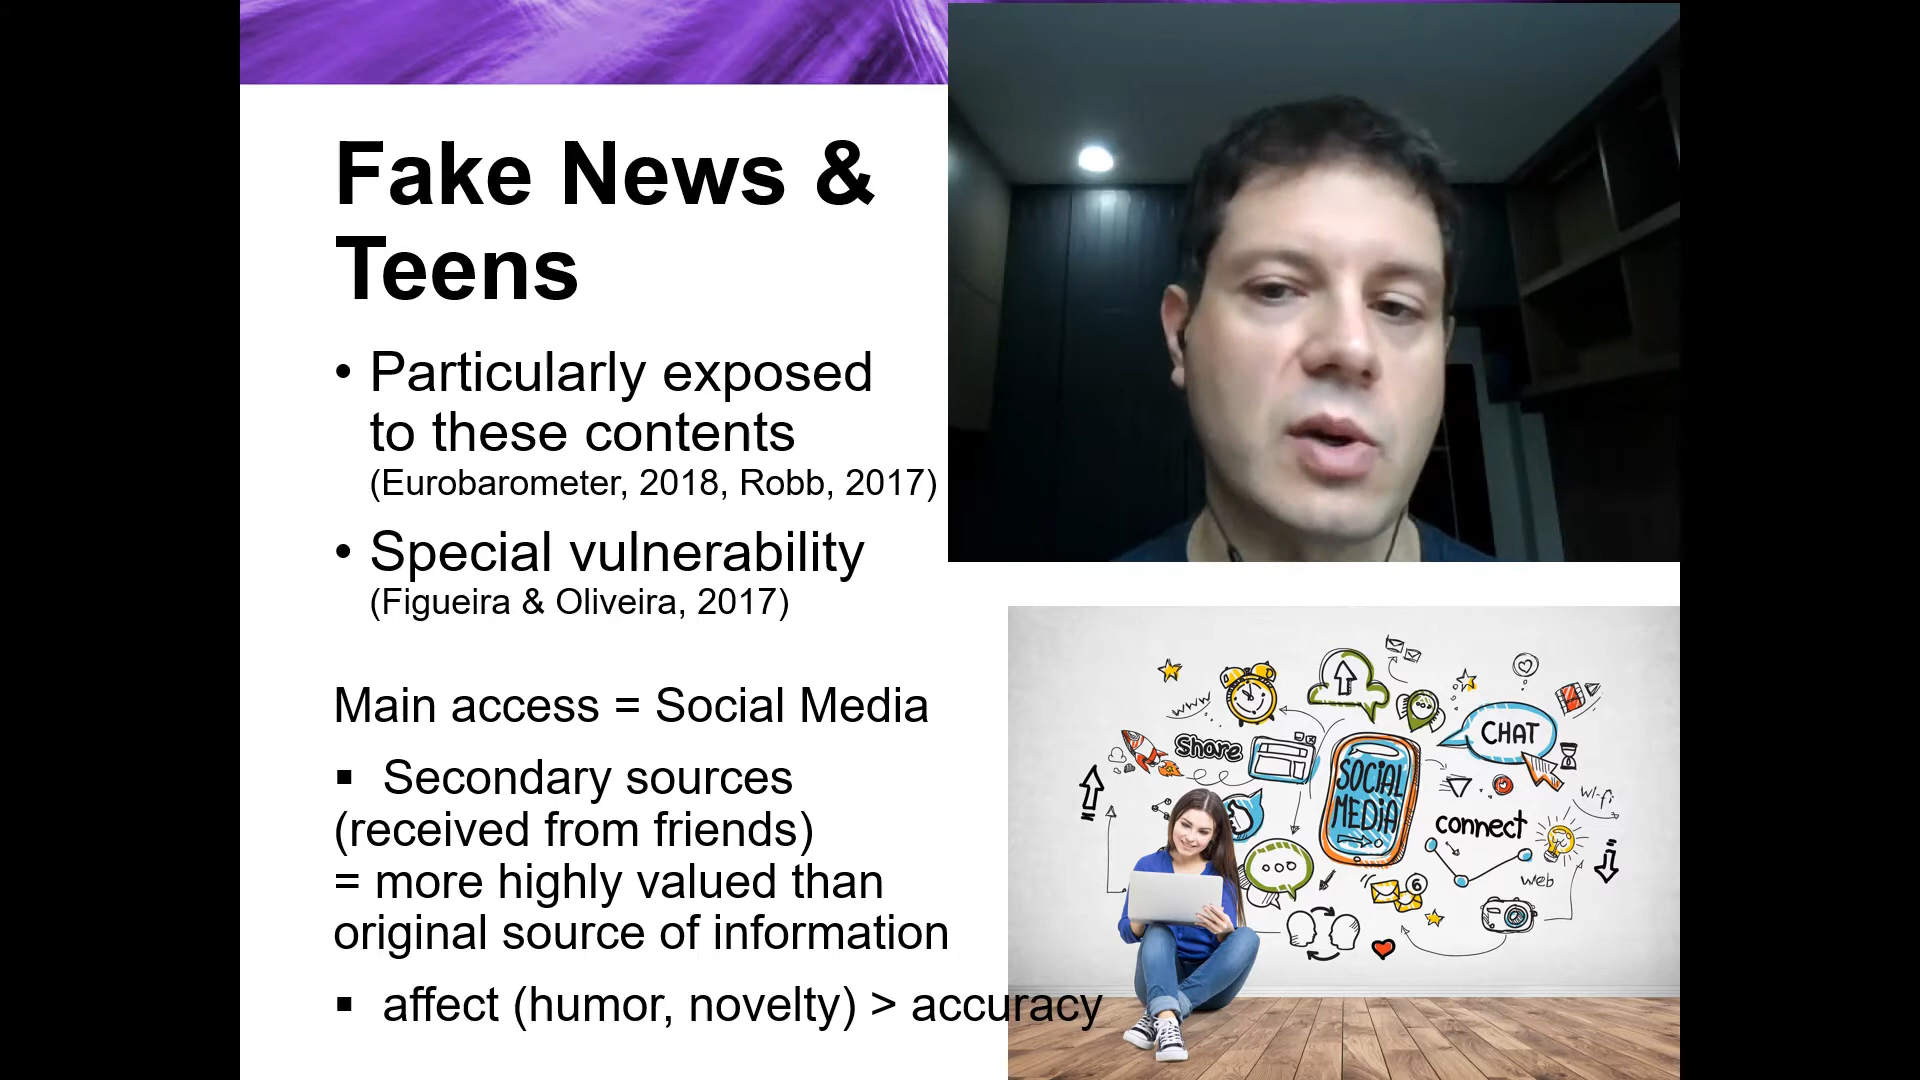 Fake News &
Teens
• Particularly exposed
to these contents
(Eurobarometer, 2018, Robb, 2017)
• Special vulnerability
(Figueira & Oliveira, 2017)
Main access = Social Media
▪ Secondary sources
(received from friends)
= more highly valued than
original source of information
▪ affect (humor, novelty) > accuracy
www
Share
CHAT
SOCIAL
MEDIA
wi-fi
connect
web
6